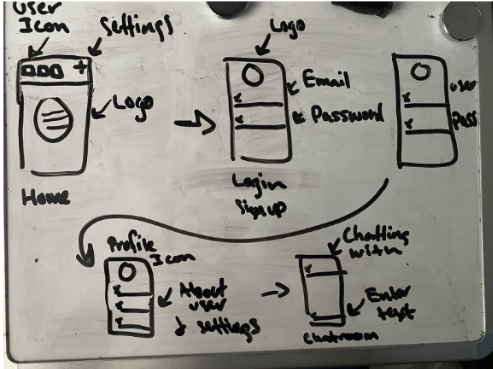 User
Icon
Settings
Logo
Home
Logo
Email
Password
Login
Sign up
User
Pass
Profile
Icon
About
user
settings
Chatting
with
Enter
text
Chatroom